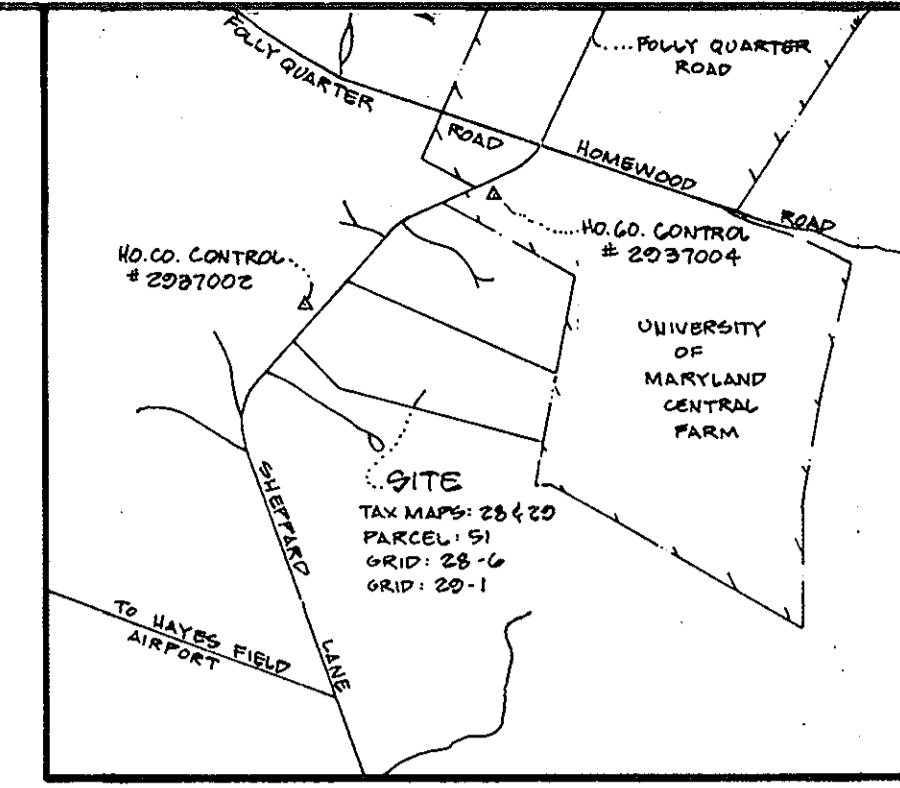 FOLLY QUARTER
ROAD
FOLLY QUARTER
ROAD
HOMEWOOD
ROAD
HO.CO. CONTROL
# 2937002
HO.CO. CONTROL
# 2937004
UNIVERSITY
OF
MARYLAND
CENTRAL
FARM
SITE
TAX MAPS: 28 & 29
PARCEL: 51
GRID: 28-6
GRID: 29-1
SHEPPARD
LANE
TO HAYES FIELD
AIRPORT